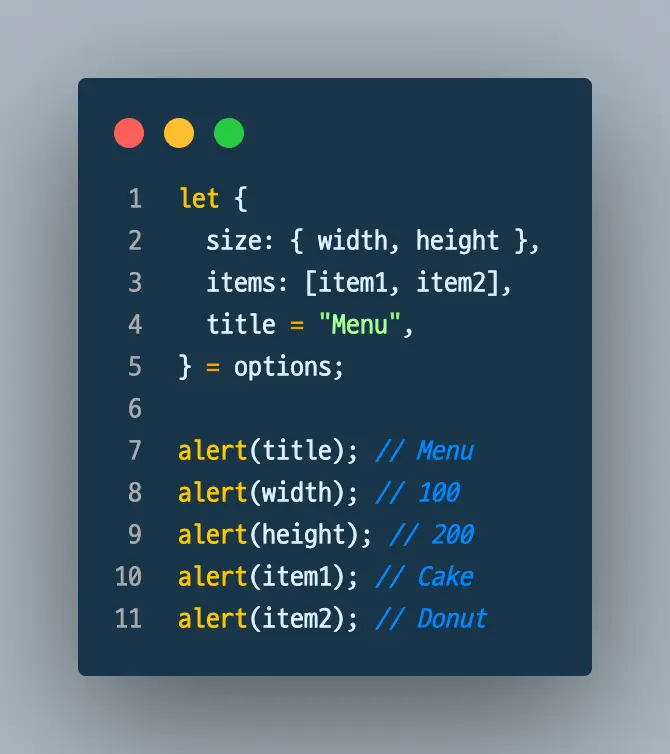 1 let {
2   size: { width, height },
3   items: [item1, item2],
4   title = "Menu",
5 } = options;
6
7 alert(title); // Menu
8 alert(width); // 100
9 alert(height); // 200
10 alert(item1); // Cake
11 alert(item2); // Donut